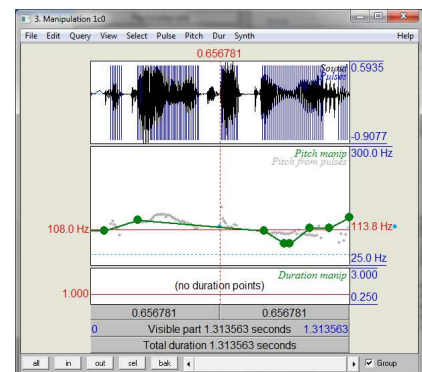 3. Manipulation 1c0
File Edit Query View Select Pulse Pitch Dur Synth Help
0.656781
Sound 0.5935
Pulses
-0.9077
Pitch manip 300.0 Hz
Pitch from pulses
108.0 Hz 113.8 Hz
25.0 Hz
Duration manip 3.000
(no duration points)
1.000 0.250
0.656781 0.656781
0 Visible part 1.313563 seconds 1.313563
Total duration 1.313563 seconds
all in out sel bak Group